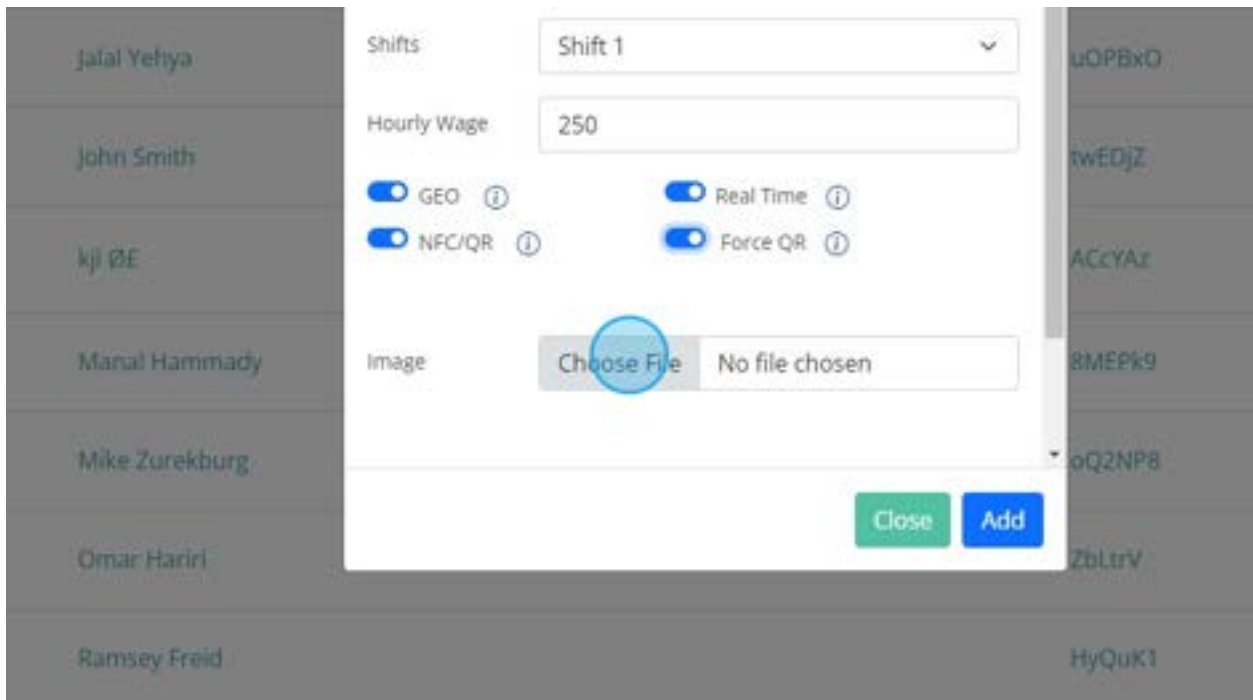 Jalal Yehya
Shifts
Shift 1
uOPBxO
John Smith
Hourly Wage
250
twEDjZ
GEO
Real Time
NFC/QR
Force QR
kjl Ø£
ACcYAz
Manal Hammady
Image
Choose File
No file chosen
8MEPk9
Mike Zurekburg
oQ2NP8
Close
Add
Omar Hariri
ZbLtrV
Ramsey Freid
HyQuK1